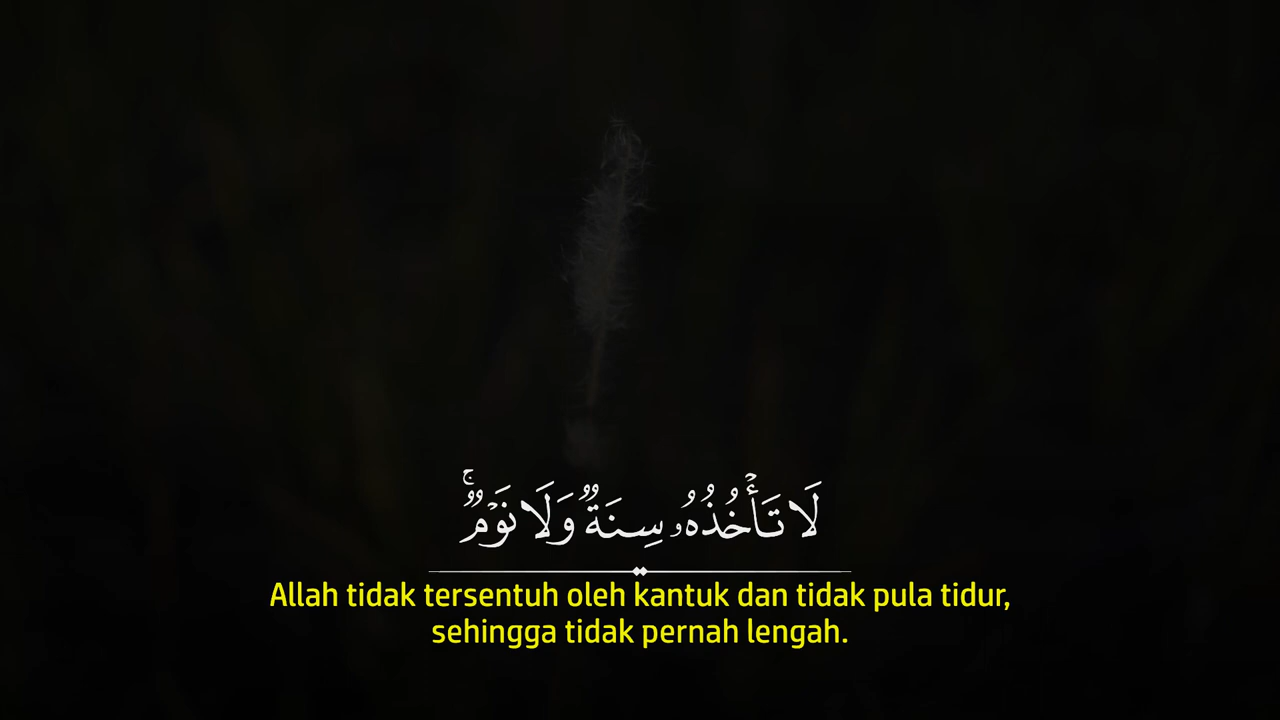 لَا تَأْخُذُهُۥ سِنَةٌ وَلَا نَوْمٌ ۚ
Allah tidak tersentuh oleh kantuk dan tidak pula tidur,
sehingga tidak pernah lengah.